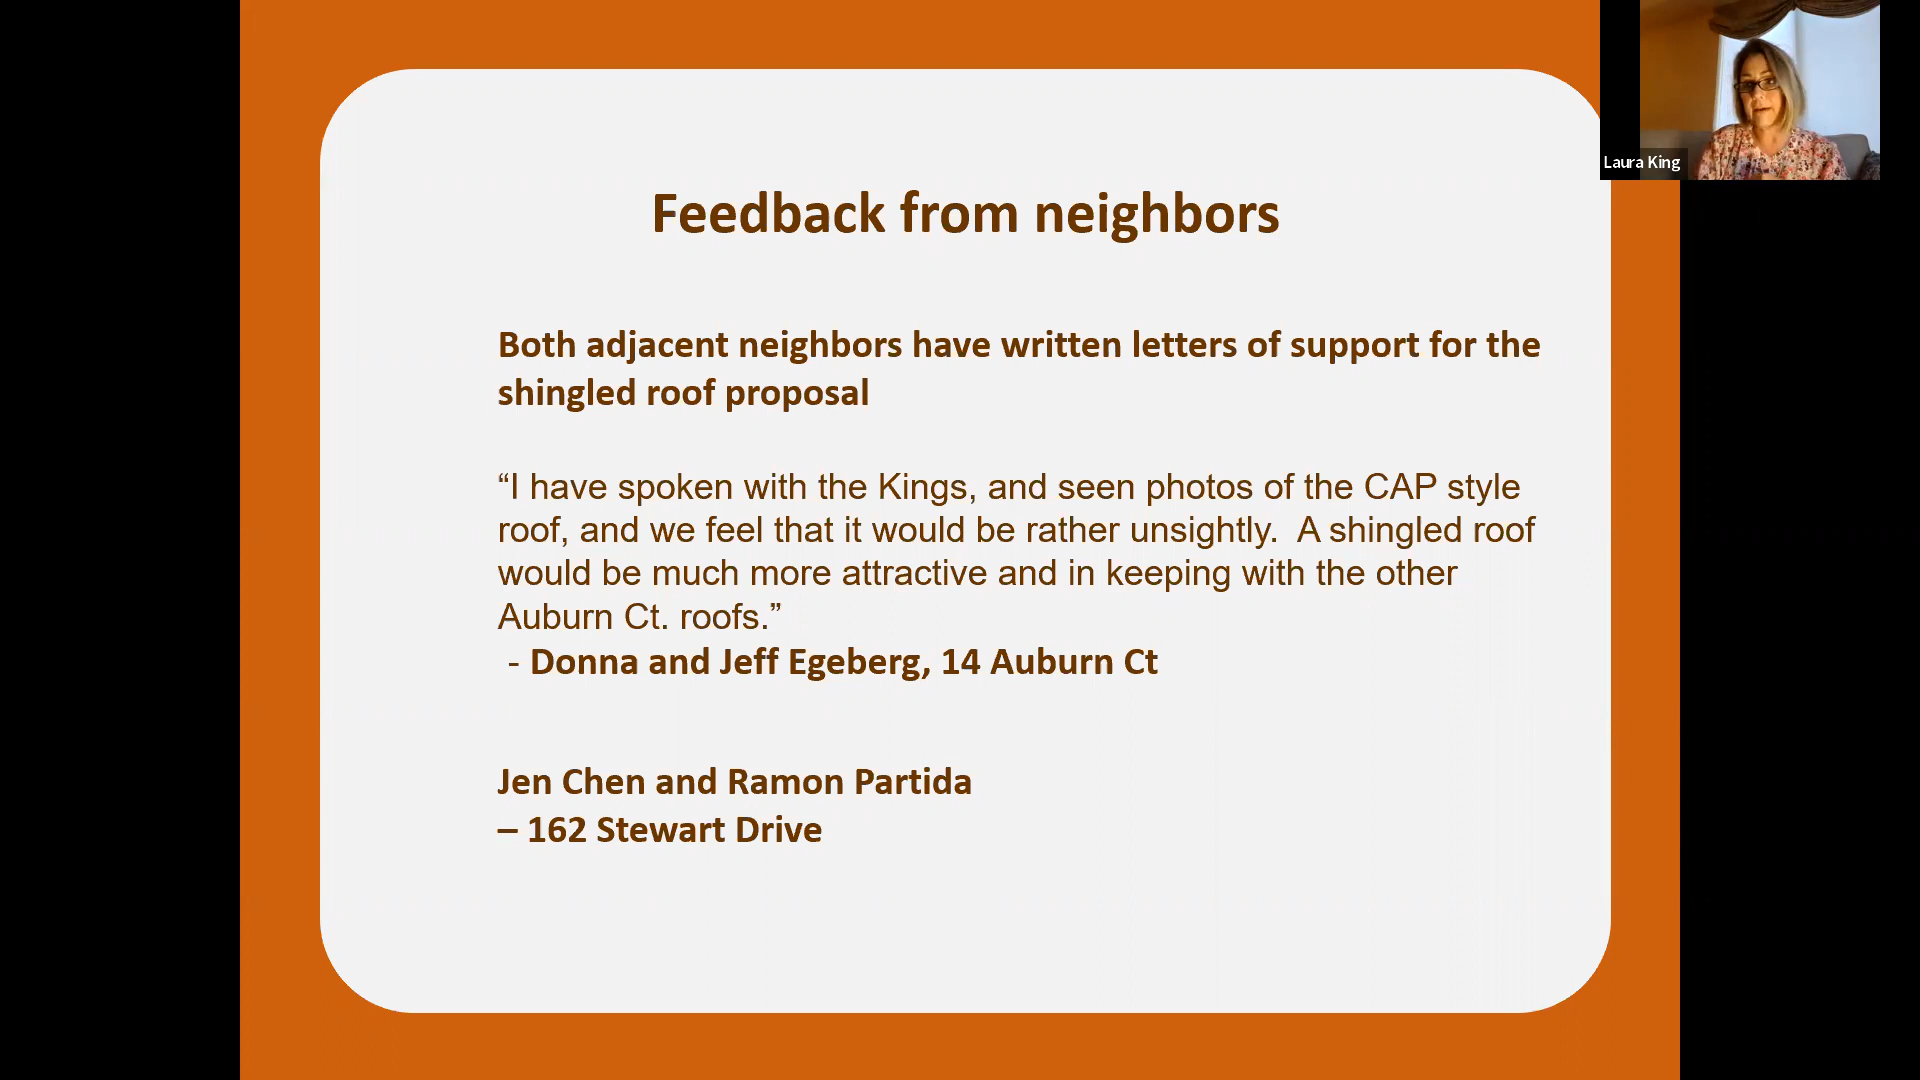 Laura King
Feedback from neighbors
Both adjacent neighbors have written letters of support for the
shingled roof proposal
“I have spoken with the Kings, and seen photos of the CAP style
roof, and we feel that it would be rather unsightly.  A shingled roof
would be much more attractive and in keeping with the other
Auburn Ct. roofs.”
- Donna and Jeff Egeberg, 14 Auburn Ct
Jen Chen and Ramon Partida
– 162 Stewart Drive